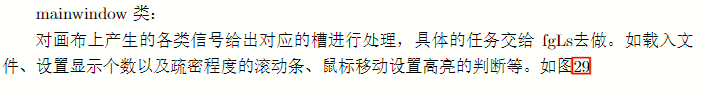 mainwindow 类：
对画布上产生的各类信号给出对应的槽进行处理，具体的任务交给 fgLs去做。如载入文
件、设置显示个数以及疏密程度的滚动条、鼠标移动设置高亮的判断等。如图29